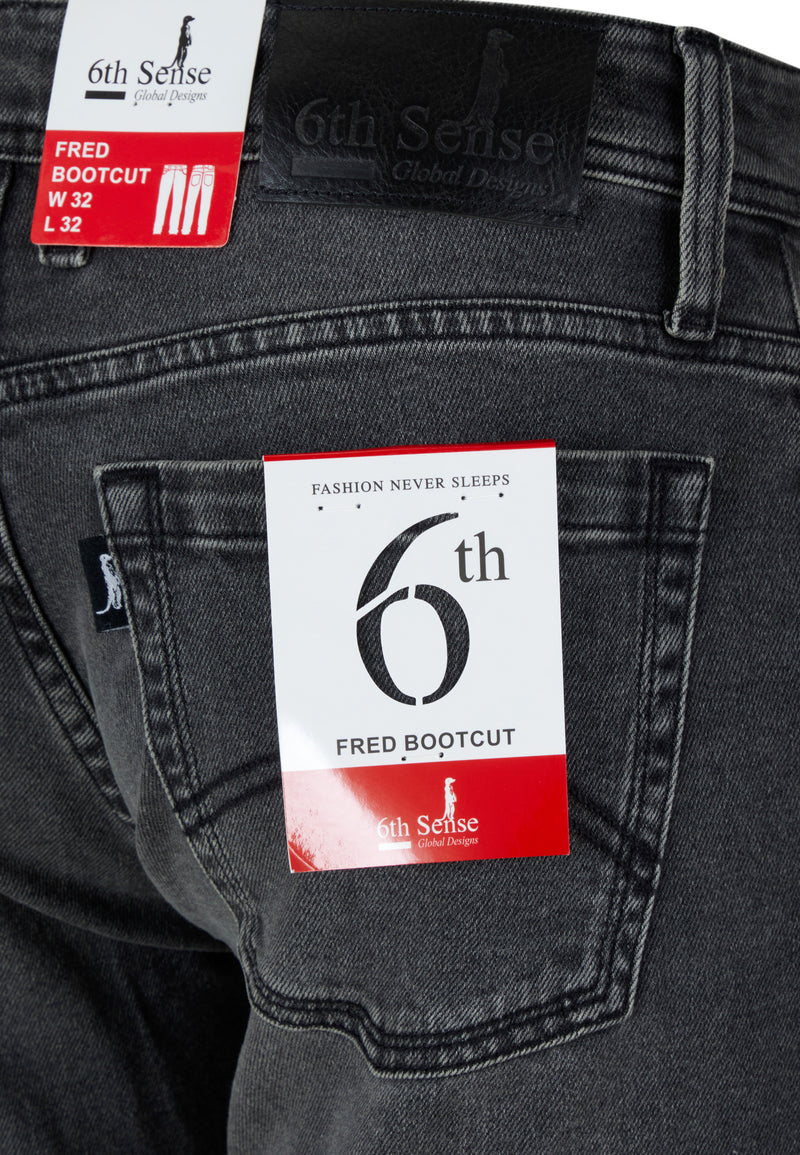 6th Sense
Global Designs
FRED
BOOTCUT
W 32
L 32
6th Sense
Global Designs
FASHION NEVER SLEEPS
6th
FRED BOOTCUT
6th Sense
Global Designs